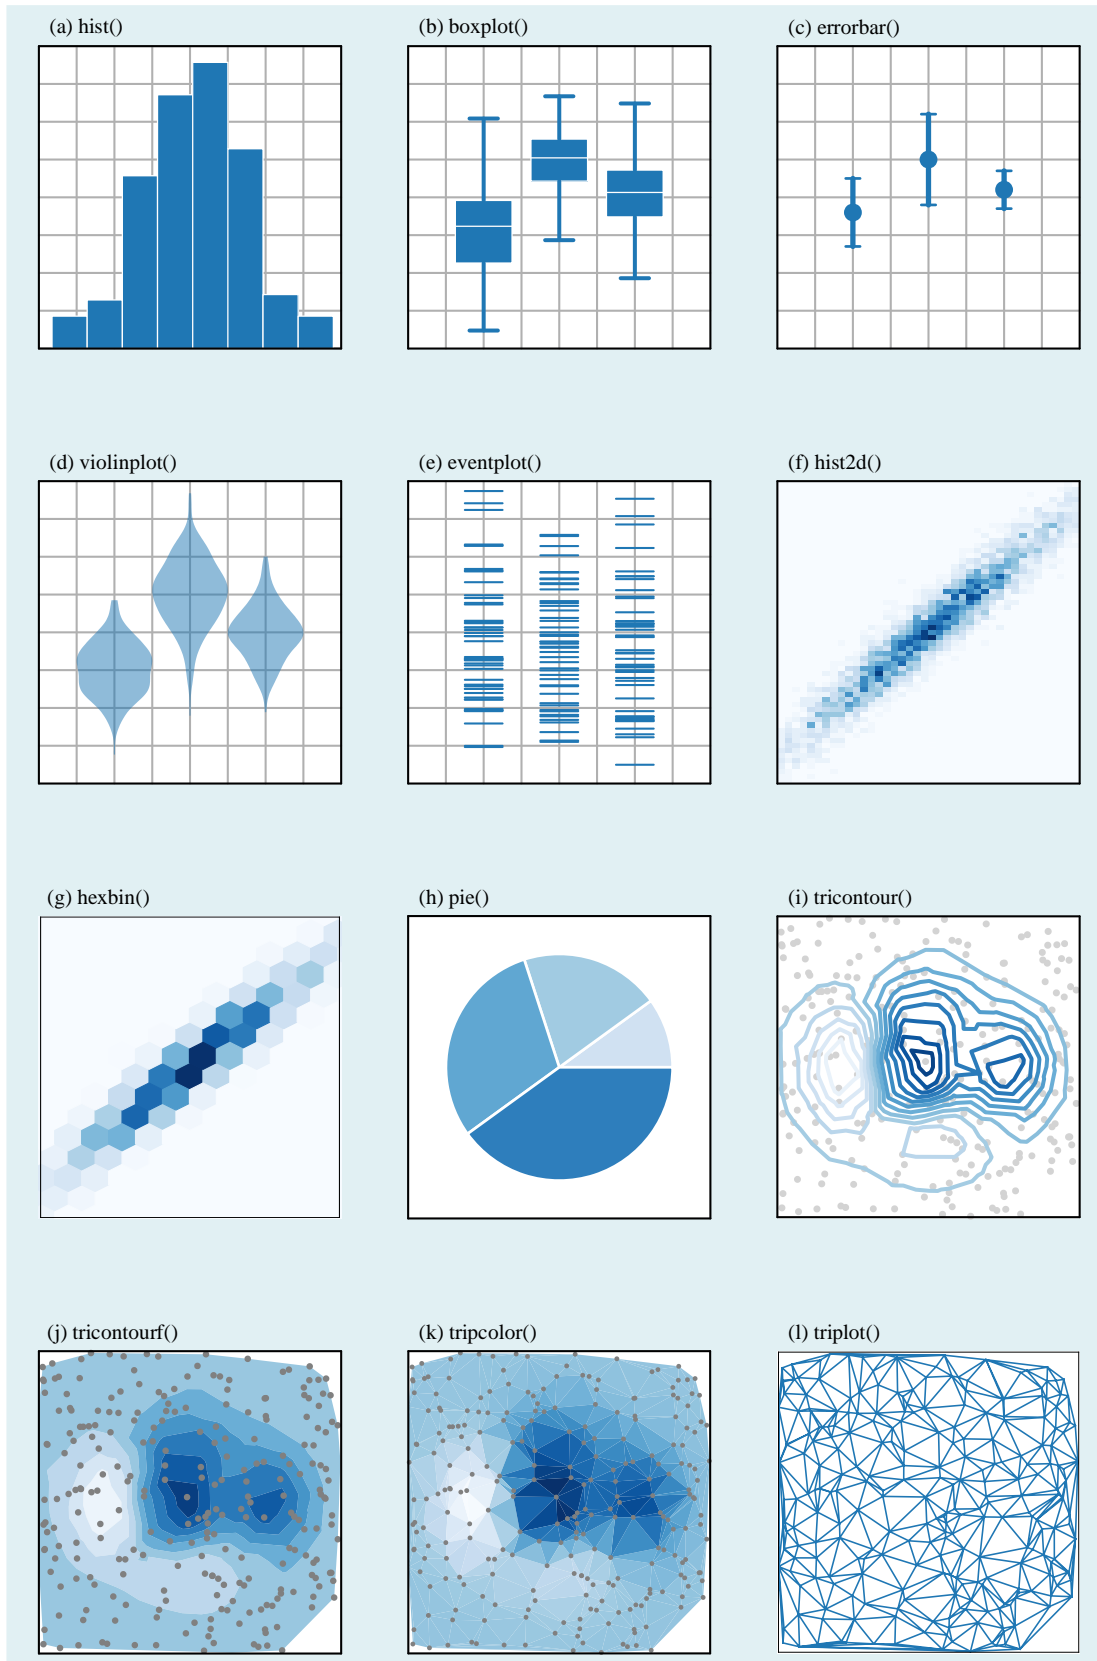 (a) hist()
(b) boxplot()
(c) errorbar()
(d) violinplot()
(e) eventplot()
(f) hist2d()
(g) hexbin()
(h) pie()
(i) tricontour()
(j) tricontourf()
(k) tripcolor()
(l) triplot()